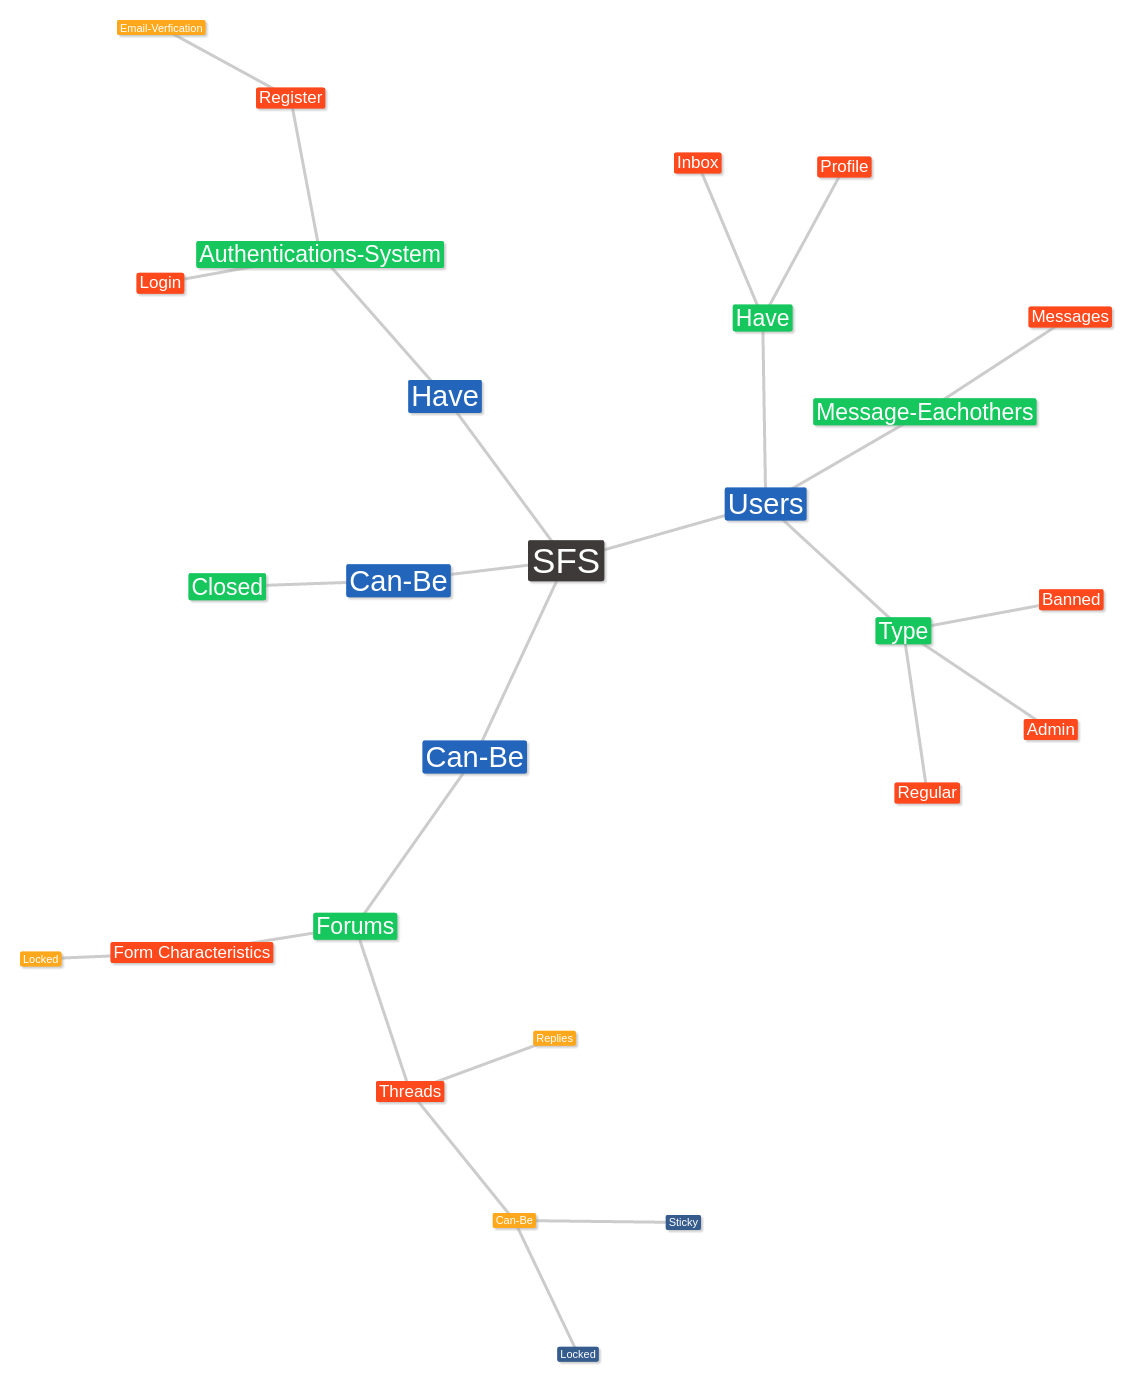 Email-Verfication
Register
Inbox
Profile
Authentications-System
Login
Have
Messages
Have
Message-Eachothers
Users
SFS
Can-Be
Closed
Banned
Type
Admin
Can-Be
Regular
Forums
Form Characteristics
Locked
Replies
Threads
Can-Be
Sticky
Locked